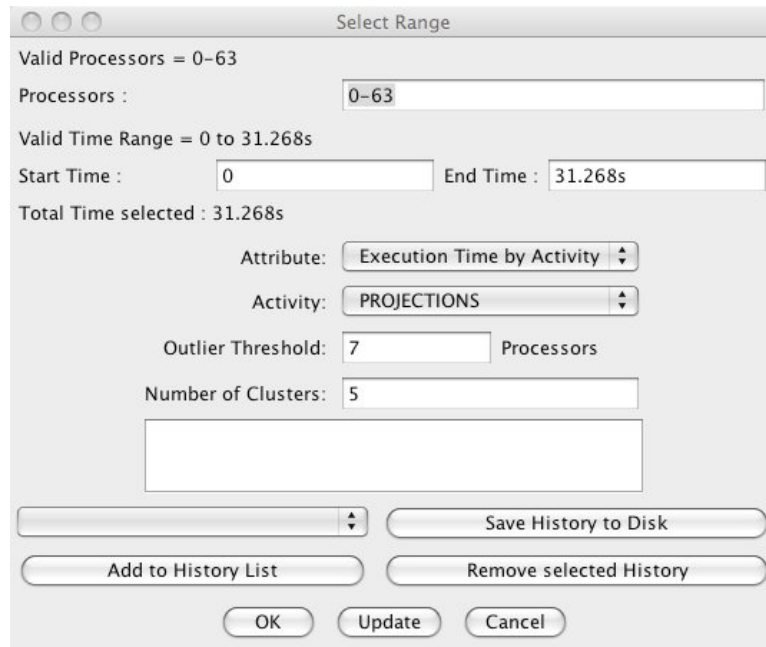 Select Range
Valid Processors = 0-63
Processors : 0-63
Valid Time Range = 0 to 31.268s
Start Time : 0 End Time : 31.268s
Total Time selected : 31.268s
Attribute: Execution Time by Activity
Activity: PROJECTIONS
Outlier Threshold: 7 Processors
Number of Clusters: 5
Save History to Disk
Add to History List Remove selected History
OK Update Cancel